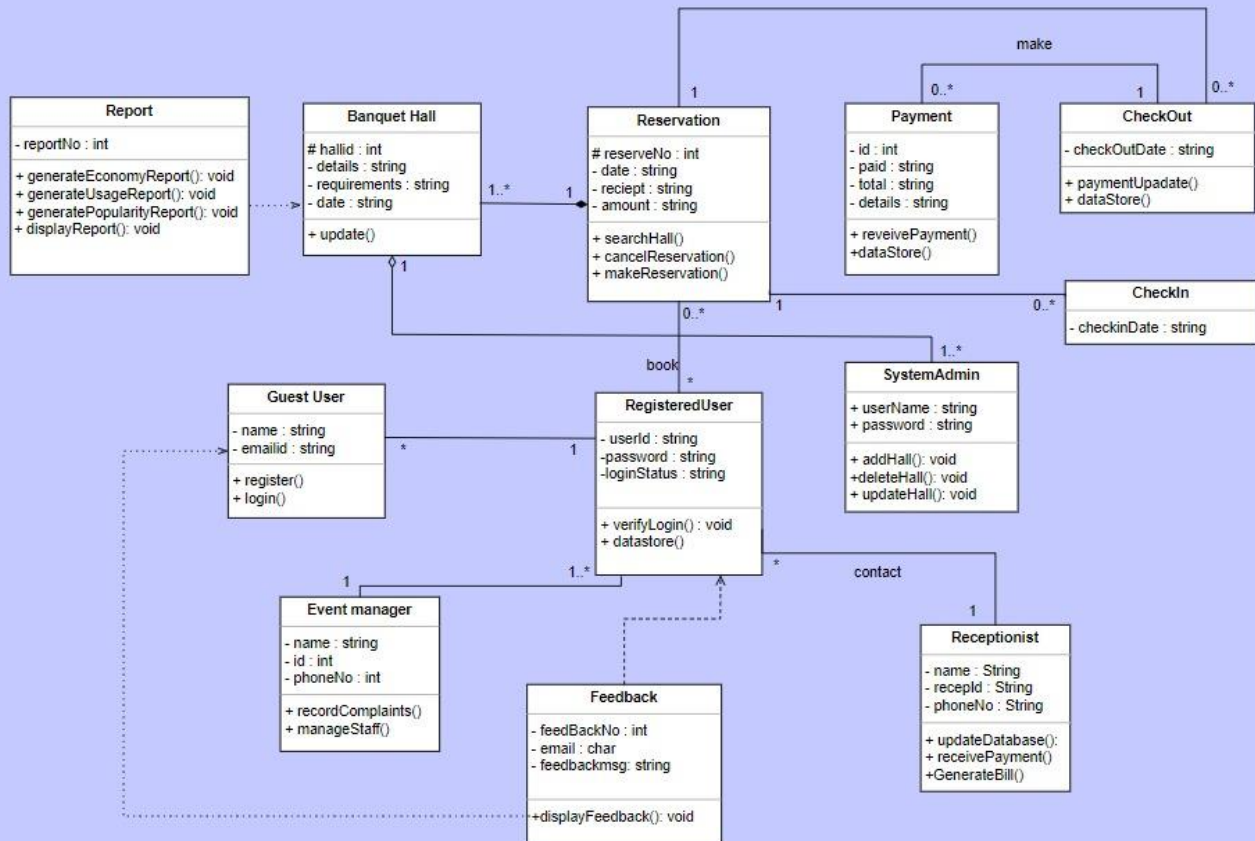 make
0..*
1
1
0..*
Report
- reportNo : int
+ generateEconomyReport(): void
+ generateUsageReport(): void
+ generatePopularityReport(): void
+ displayReport(): void
Banquet Hall
# hallid : int
- details : string
- requirements : string
- date : string
+ update()
1..*
1
1
Reservation
# reserveNo : int
- date : string
- reciept : string
- amount : string
+ searchHall()
+ cancelReservation()
+ makeReservation()
Payment
- id : int
- paid : string
- total : string
- details : string
+ reveivePayment()
+dataStore()
CheckOut
- checkOutDate : string
+ paymentUpadate()
+ dataStore()
1
0..*
CheckIn
- checkinDate : string
0..*
book
*
1..*
SystemAdmin
+ userName : string
+ password : string
+ addHall(): void
+deleteHall(): void
+ updateHall(): void
Guest User
- name : string
- emailid : string
+ register()
+ login()
*
1
RegisteredUser
- userId : string
-password : string
-loginStatus : string
+ verifyLogin() : void
+ datastore()
*
contact
1
1
1..*
Event manager
- name : string
- id : int
- phoneNo : int
+ recordComplaints()
+ manageStaff()
Receptionist
- name : String
- recepId : String
- phoneNo : String
+ updateDatabase():
+ receivePayment()
+GenerateBill()
Feedback
- feedBackNo : int
- email : char
- feedbackmsg: string
+displayFeedback(): void